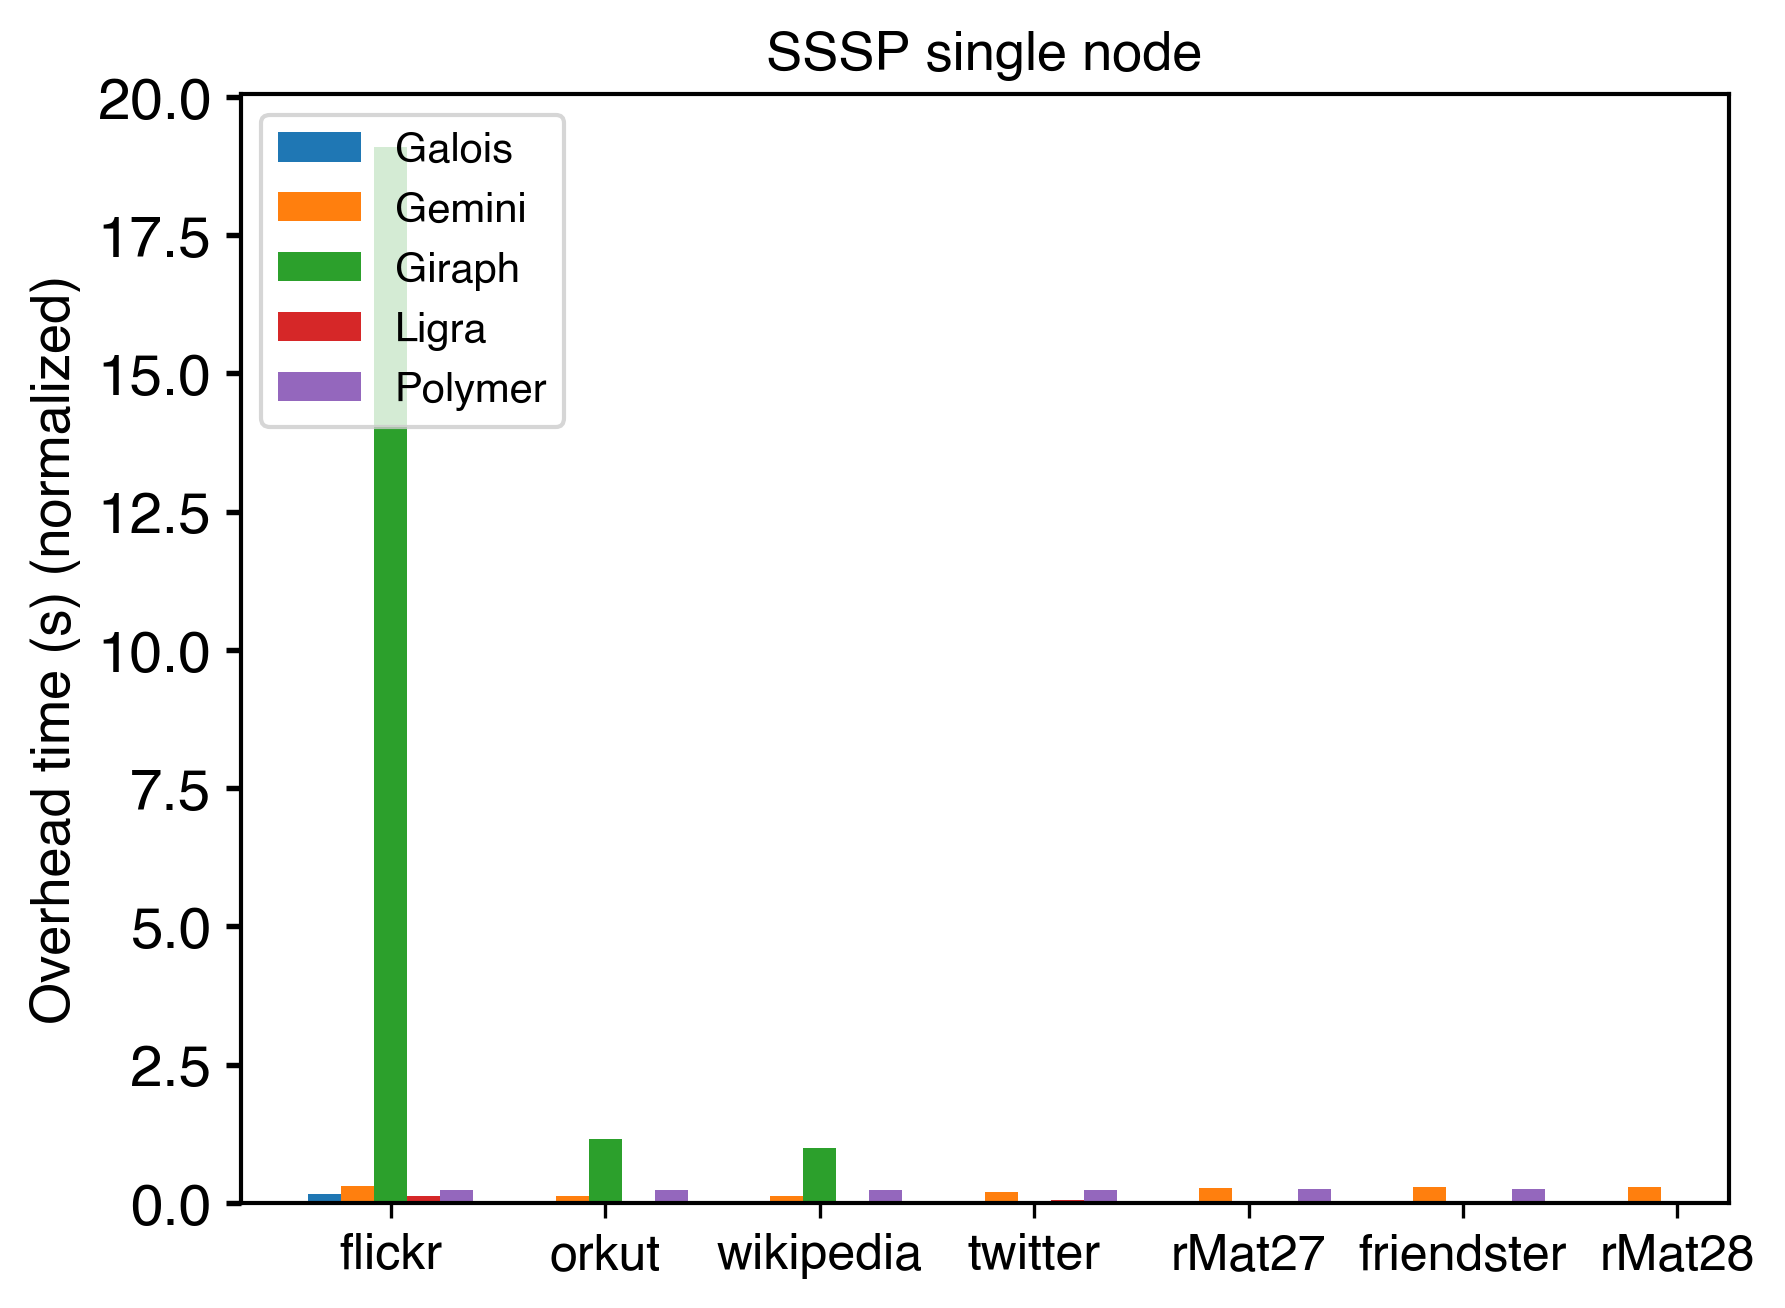 SSSP single node
Overhead time (s) (normalized)
20.0
17.5
15.0
12.5
10.0
7.5
5.0
2.5
0.0
Galois
Gemini
Giraph
Ligra
Polymer
flickr orkut wikipedia twitter rMat27 friendster rMat28